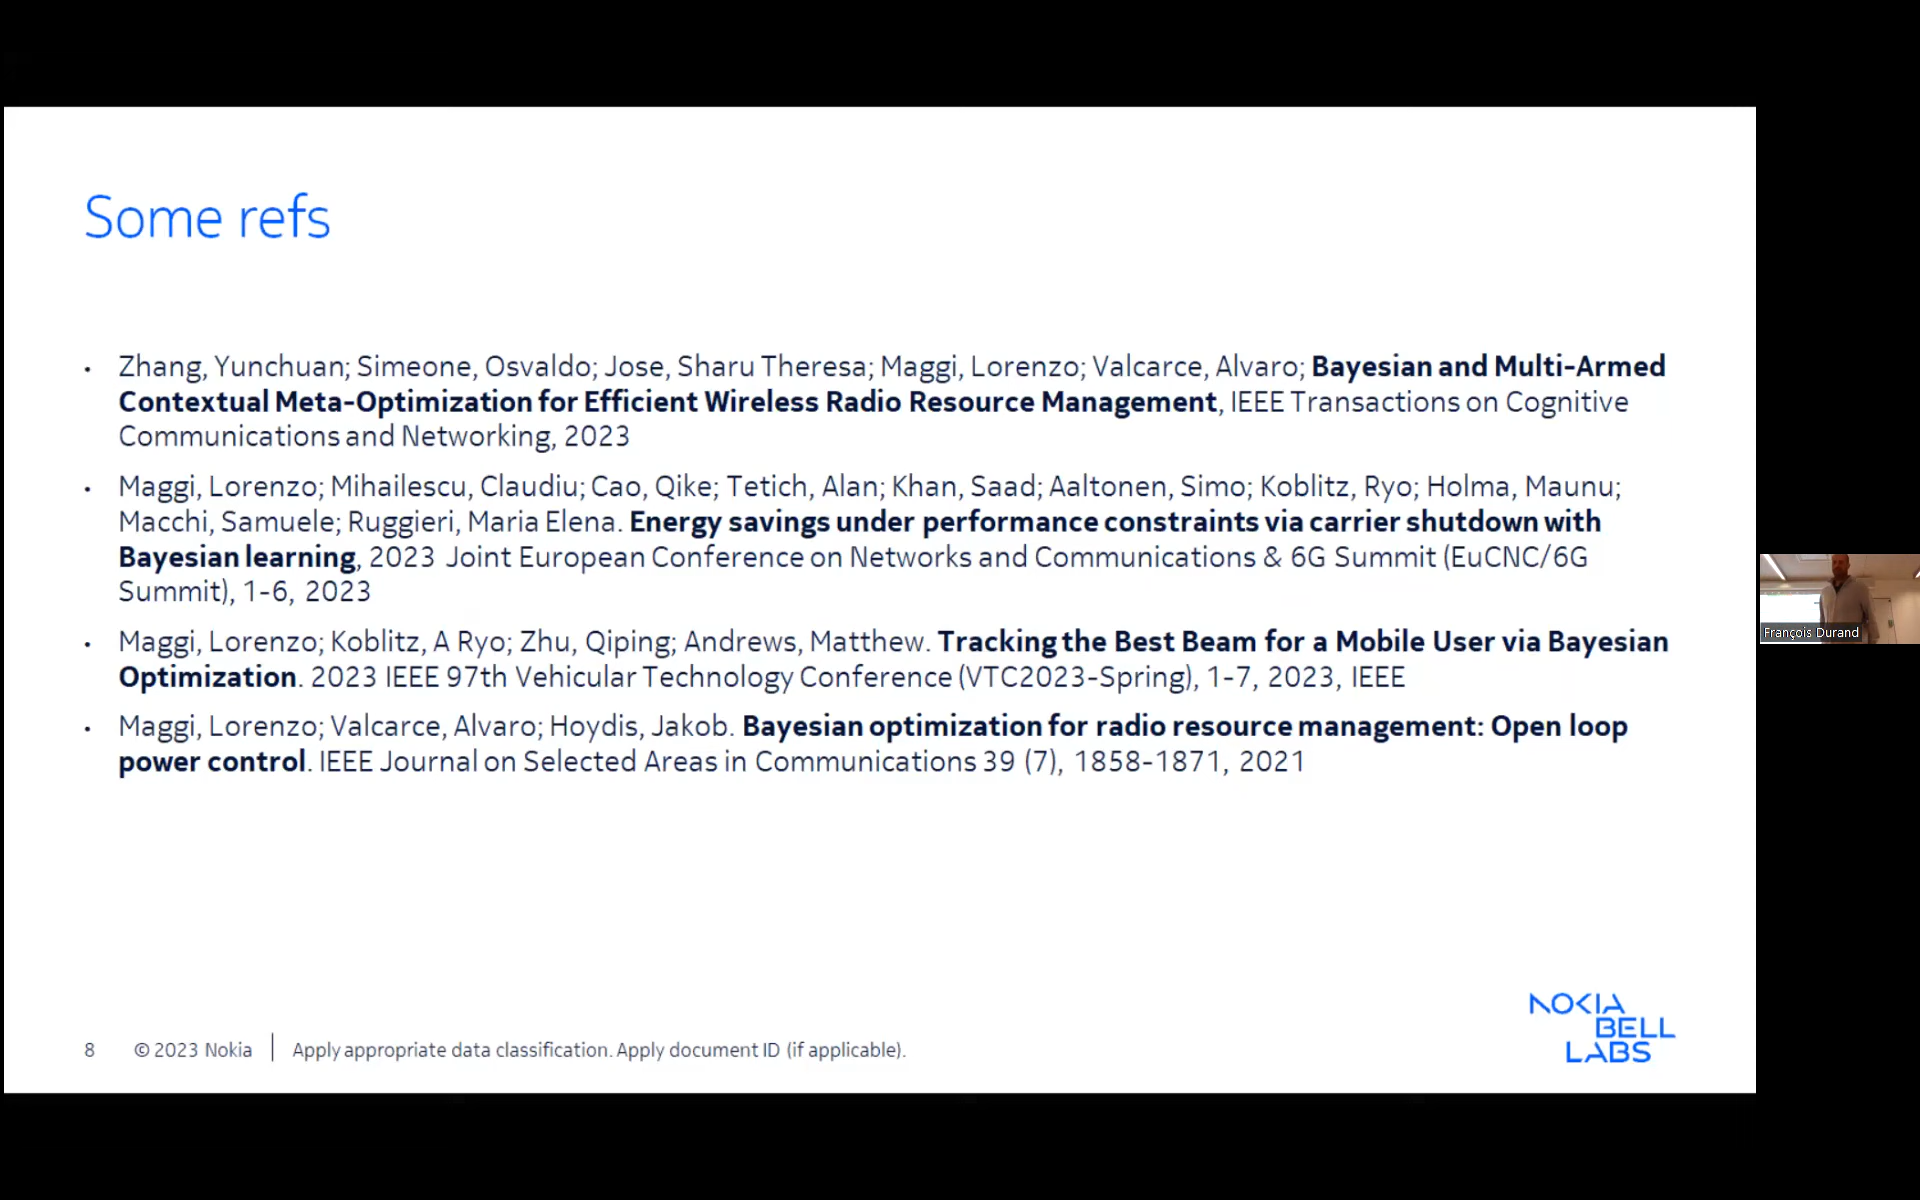 Some refs
• Zhang, Yunchuan; Simeone, Osvaldo; Jose, Sharu Theresa; Maggi, Lorenzo; Valcarce, Alvaro; Bayesian and Multi-Armed
Contextual Meta-Optimization for Efficient Wireless Radio Resource Management, IEEE Transactions on Cognitive
Communications and Networking, 2023
• Maggi, Lorenzo; Mihailescu, Claudiu; Cao, Qike; Tetich, Alan; Khan, Saad; Aaltonen, Simo; Koblitz, Ryo; Holma, Maunu;
Macchi, Samuele; Ruggieri, Maria Elena. Energy savings under performance constraints via carrier shutdown with
Bayesian learning, 2023 Joint European Conference on Networks and Communications & 6G Summit (EuCNC/6G
Summit), 1-6, 2023
• Maggi, Lorenzo; Koblitz, A Ryo; Zhu, Qiping; Andrews, Matthew. Tracking the Best Beam for a Mobile User via Bayesian
Optimization. 2023 IEEE 97th Vehicular Technology Conference (VTC2023-Spring), 1-7, 2023, IEEE
• Maggi, Lorenzo; Valcarce, Alvaro; Hoydis, Jakob. Bayesian optimization for radio resource management: Open loop
power control. IEEE Journal on Selected Areas in Communications 39 (7), 1858-1871, 2021
François Durand
NOKIA
BELL
LABS
8 © 2023 Nokia | Apply appropriate data classification. Apply document ID (if applicable).